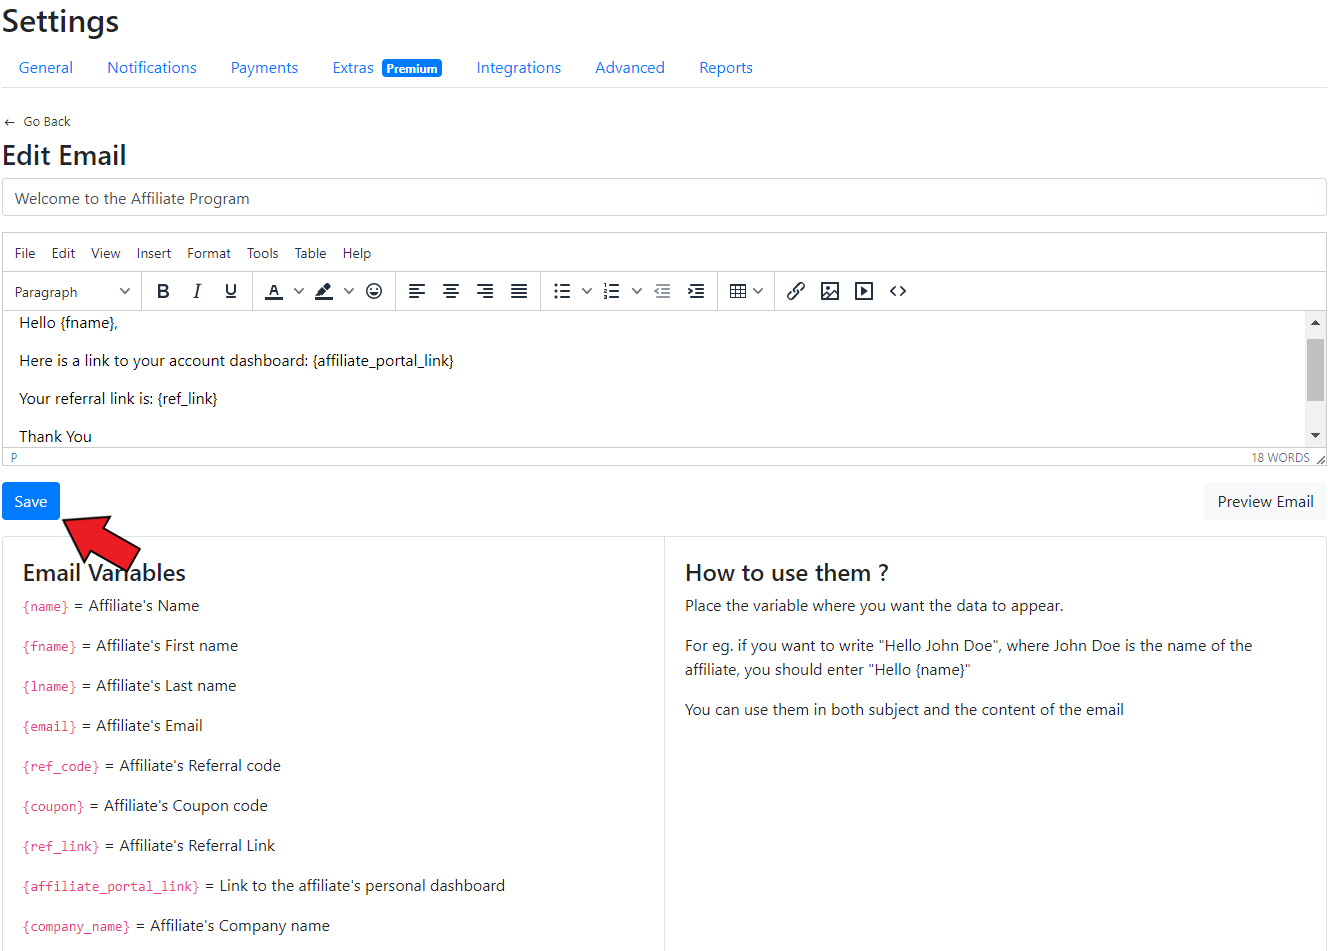 Settings
General Notifications Payments Extras Premium Integrations Advanced Reports
← Go Back
Edit Email
Welcome to the Affiliate Program
File Edit View Insert Format Tools Table Help
Paragraph B I U A
Hello {fname},
Here is a link to your account dashboard: {affiliate_portal_link}
Your referral link is: {ref_link}
Thank You
P 18 WORDS
Save Preview Email
Email Variables
{name} = Affiliate's Name
{fname} = Affiliate's First name
{lname} = Affiliate's Last name
{email} = Affiliate's Email
{ref_code} = Affiliate's Referral code
{coupon} = Affiliate's Coupon code
{ref_link} = Affiliate's Referral Link
{affiliate_portal_link} = Link to the affiliate's personal dashboard
{company_name} = Affiliate's Company name
How to use them ?
Place the variable where you want the data to appear.
For eg. if you want to write "Hello John Doe", where John Doe is the name of the
affiliate, you should enter "Hello {name}"
You can use them in both subject and the content of the email